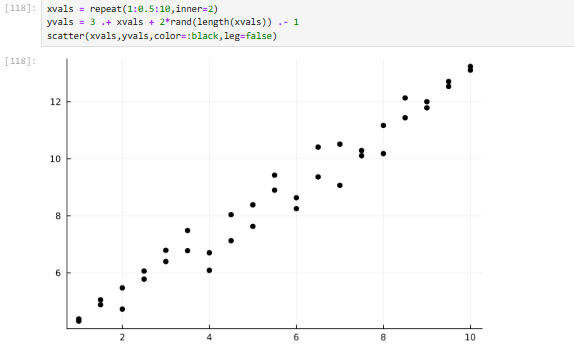 [118]: xvals = repeat(1:0.5:10,inner=2)
yvals = 3 .+ xvals + 2*rand(length(xvals)) .- 1
scatter(xvals,yvals,color=:black,leg=false)
[118]:
12
10
8
6
2 4 6 8 10